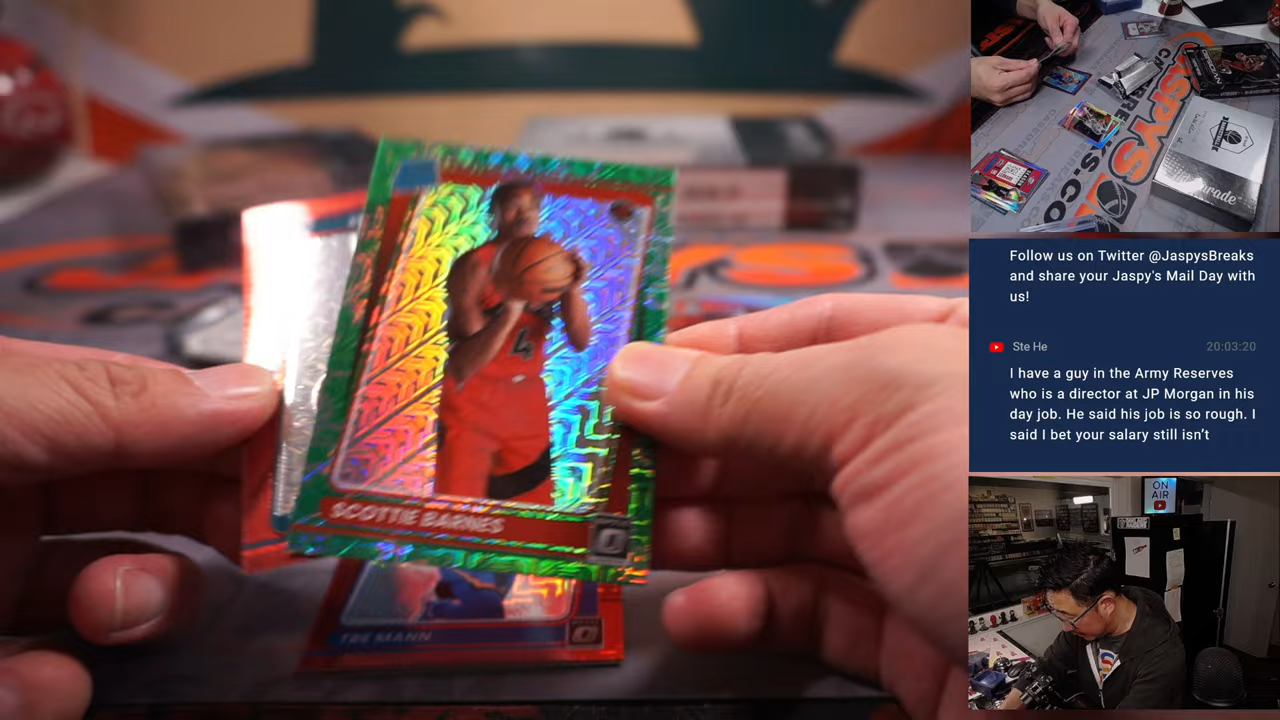 4
SCOTTIE BARNES
TRE MANN
JASPYS
Follow us on Twitter @JaspysBreaks
and share your Jaspy's Mail Day with
us!
Ste He
20:03:20
I have a guy in the Army Reserves
who is a director at JP Morgan in his
day job. He said his job is so rough. I
said I bet your salary still isn't
ON
AIR